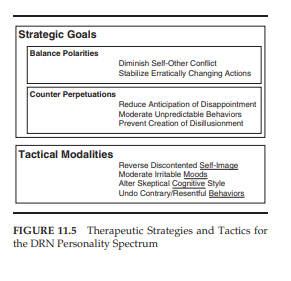 Strategic Goals
Balance Polarities
Diminish Self-Other Conflict
Stabilize Erratically Changing Actions
Counter Perpetuations
Reduce Anticipation of Disappointment
Moderate Unpredictable Behaviors
Prevent Creation of Disillusionment
Tactical Modalities
Reverse Discontented Self-Image
Moderate Irritable Moods
Alter Skeptical Cognitive Style
Undo Contrary/Resentful Behaviors
FIGURE 11.5 Therapeutic Strategies and Tactics for
the DRN Personality Spectrum